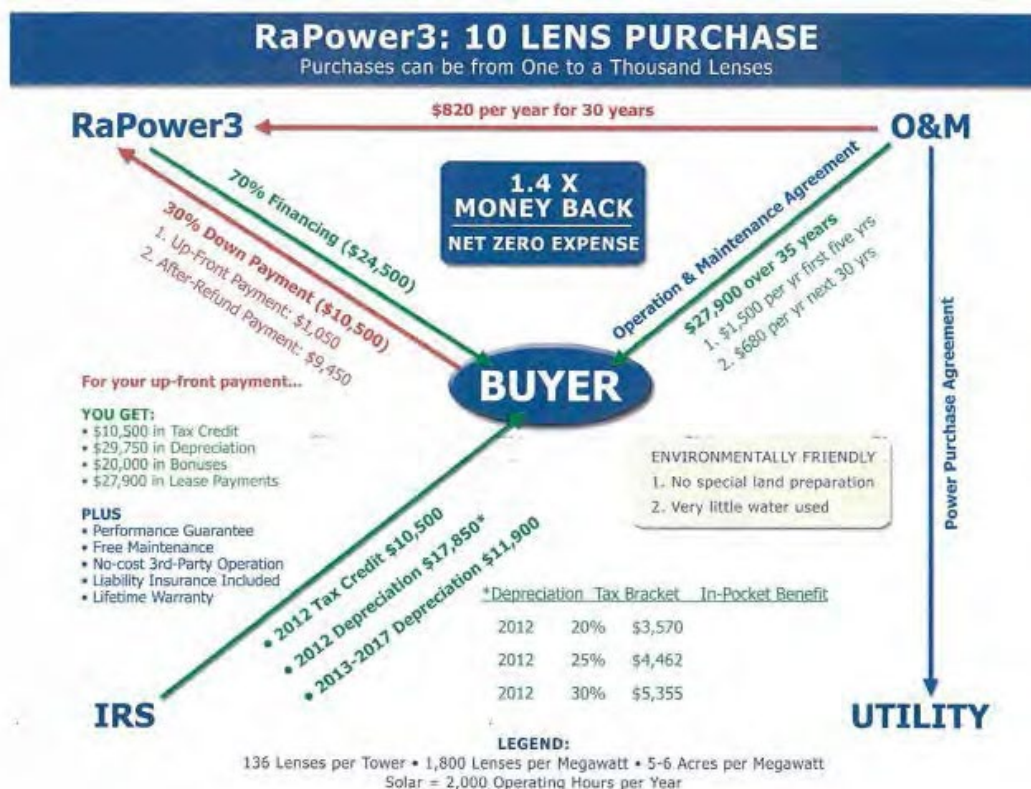 RaPower3: 10 LENS PURCHASE
Purchases can be from One to a Thousand Lenses
$820 per year for 30 years
RaPower3
O&M
1.4 X
MONEY BACK
NET ZERO EXPENSE
70% Financing ($24,500)
30% Down Payment ($10,500)
1. Up-Front Payment: $1,050
2. After-Refund Payment: $9,450
Operation & Maintenance Agreement
$27,900 over 35 years
1. $1,500 per yr first five yrs
2. $680 per yr next 30 yrs
Power Purchase Agreement
BUYER
For your up-front payment...
YOU GET:
• $10,500 in Tax Credit
• $29,750 in Depreciation
• $20,000 in Bonuses
• $27,900 in Lease Payments
PLUS
• Performance Guarantee
• Free Maintenance
• No-cost 3rd-Party Operation
• Liability Insurance Included
• Lifetime Warranty
ENVIRONMENTALLY FRIENDLY
1. No special land preparation
2. Very little water used
• 2012 Tax Credit $10,500
• 2012 Depreciation $17,850*
• 2013-2017 Depreciation $11,900
*Depreciation Tax Bracket In-Pocket Benefit
2012 20% $3,570
2012 25% $4,462
2012 30% $5,355
IRS
UTILITY
LEGEND:
136 Lenses per Tower • 1,800 Lenses per Megawatt • 5-6 Acres per Megawatt
Solar = 2,000 Operating Hours per Year